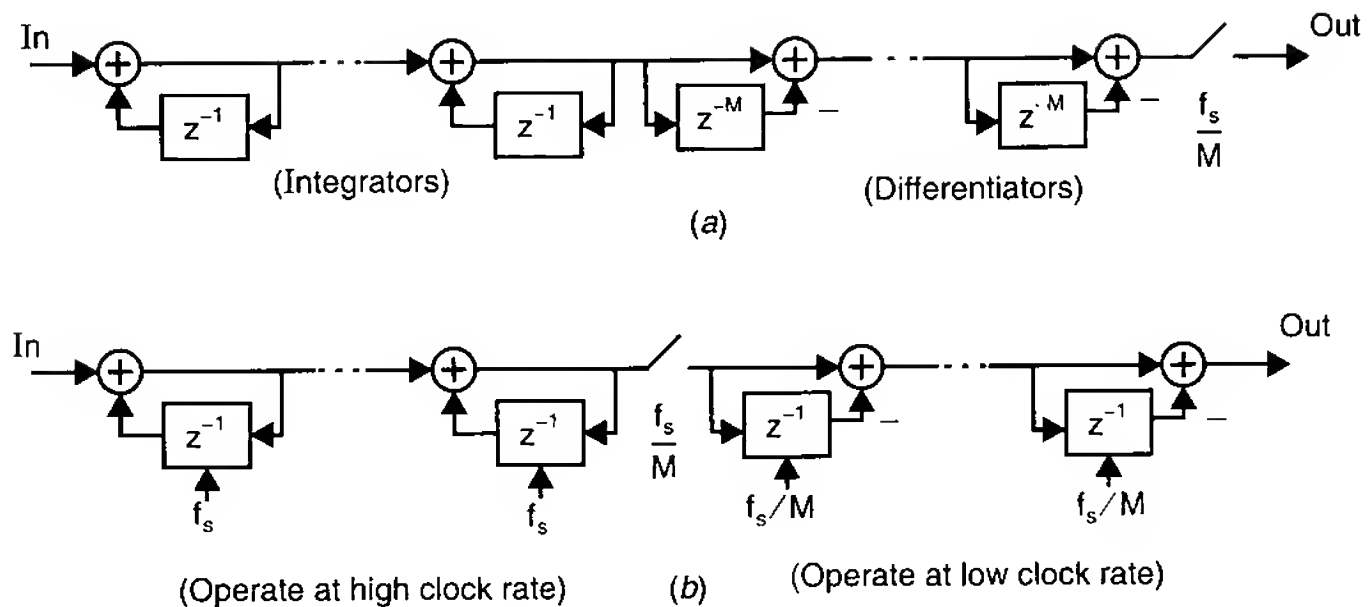 In
Out
+
+
+
+
z⁻¹
z⁻¹
z⁻ᴹ
−
z⁻ᴹ
−
fₛ/M
(Integrators)
(Differentiators)
(a)
In
Out
+
+
+
+
z⁻¹
z⁻¹
fₛ/M
z⁻¹
−
z⁻¹
−
fₛ
fₛ
fₛ/M
fₛ/M
(Operate at high clock rate)
(b)
(Operate at low clock rate)